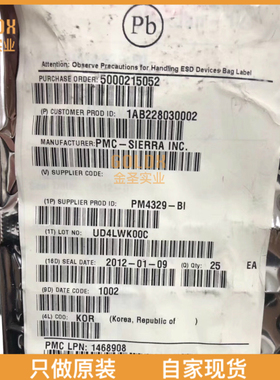 Pb
Attention: Observe Precautions for Handling ESD Devices Bag Label
PURCHASE ORDER: 5000215052
(P) CUSTOMER PROD ID: 1AB228030002
MANUFACTURER: PMC-SIERRA INC.
金圣实业
(V) SUPPLIER CODE:
(1P) SUPPLIER PROD ID: PM4329-BI
(1T) LOT NO: UD4LWK00C
(16D) SEAL DATE: 2012-01-09 (Q) Qty: 25 EA
(9D) DATE CODE: 1002
(4L) COO: KOR (Korea, Republic of )
PMC LPN: 1468908
只做原装 自家现货